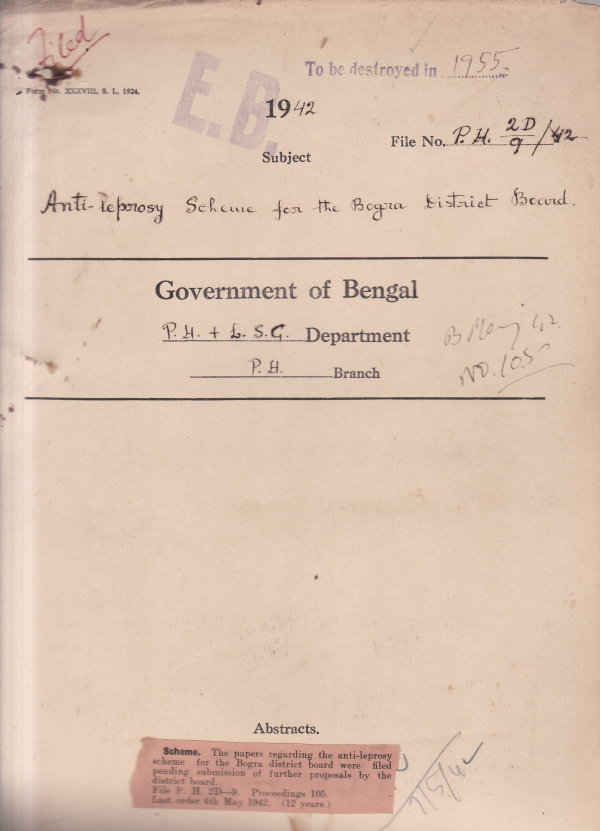 Filed
To be destroyed in 1955
Form No. XXXVIII, S. I., 1924.
E.B.
1942
File No. P. H. 2D/9/42
Subject
Anti-leprosy Scheme for the Bogra District Board.
Government of Bengal
P. H. + L. S. G. Department
B May 42
NO. 105
P. H. Branch
Abstracts.
Scheme. The papers regarding the anti-leprosy
scheme for the Bogra district board were filed
pending submission of further proposals by the
district board.
File P. H. 2D—9. Proceedings 105.
Last order 4th May 1942. (12 years.)